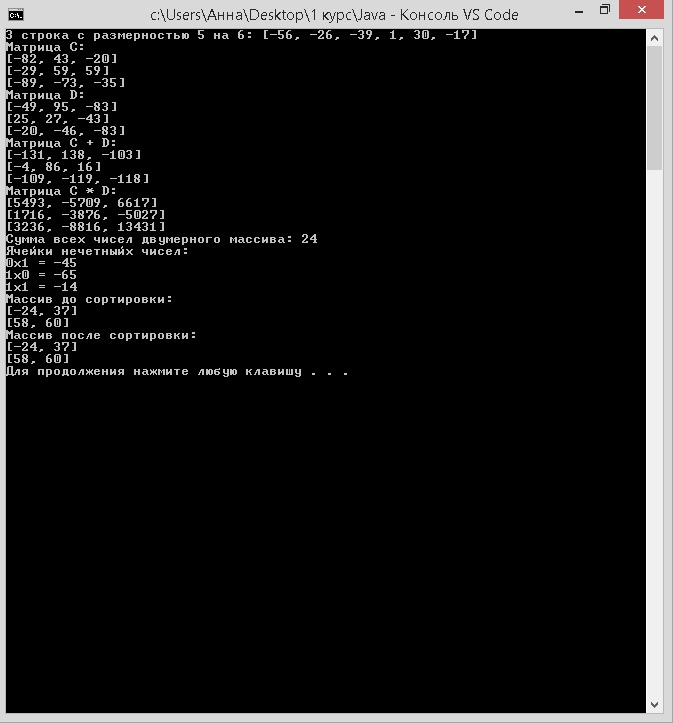 c:\Users\Анна\Desktop\1 курс\Java - Консоль VS Code
3 строка с размерностью 5 на 6: [-56, -26, -39, 1, 30, -17]
Матрица C:
[-82, 43, -20]
[-29, 59, 59]
[-89, -73, -35]
Матрица D:
[-49, 95, -83]
[25, 27, -43]
[-20, -46, -83]
Матрица C + D:
[-131, 138, -103]
[-4, 86, 16]
[-109, -119, -118]
Матрица C * D:
[5493, -5709, 6617]
[1716, -3876, -5027]
[3236, -8816, 13431]
Сумма всех чисел двумерного массива: 24
Ячейки нечетных чисел:
0x1 = -45
1x0 = -65
1x1 = -14
Массив до сортировки:
[-24, 37]
[58, 60]
Массив после сортировки:
[-24, 37]
[58, 60]
Для продолжения нажмите любую клавишу . . .